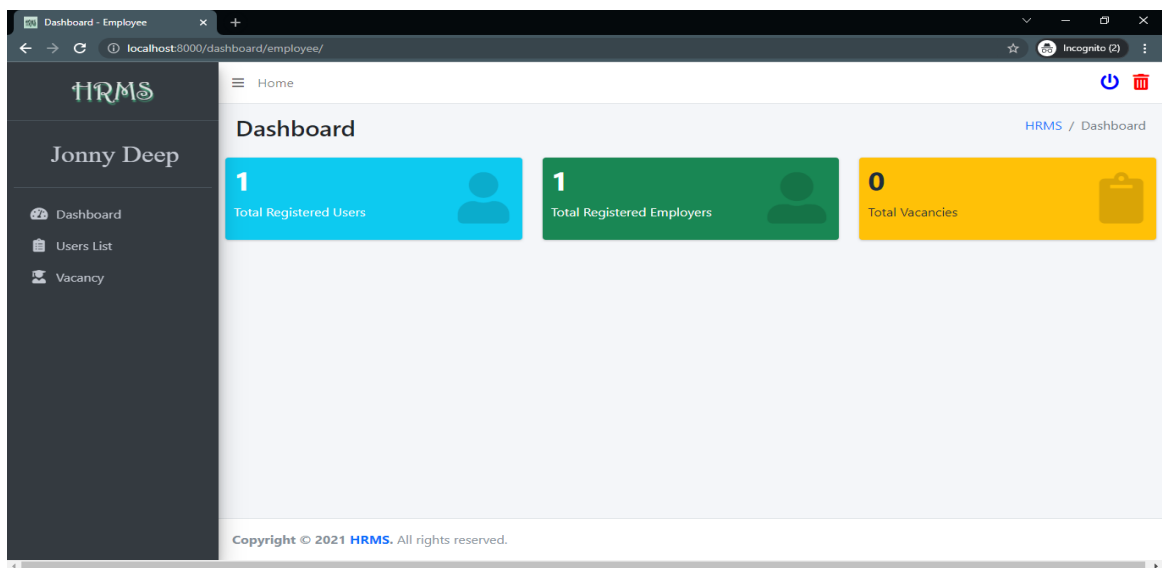 Dashboard - Employee
localhost:8000/dashboard/employee/
Incognito (2)
HRMS
Home
Jonny Deep
Dashboard
HRMS / Dashboard
1
Total Registered Users
1
Total Registered Employers
0
Total Vacancies
Dashboard
Users List
Vacancy
Copyright © 2021 HRMS. All rights reserved.